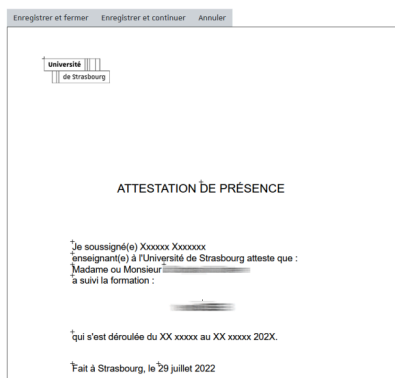 Enregistrer et fermer Enregistrer et continuer Annuler
Université
de Strasbourg
ATTESTATION DE PRÉSENCE
Je soussigné(e) Xxxxxx Xxxxxxx
enseignant(e) à l'Université de Strasbourg atteste que :
Madame ou Monsieur
a suivi la formation :
qui s'est déroulée du XX xxxxx au XX xxxxx 202X.
Fait à Strasbourg, le 29 juillet 2022